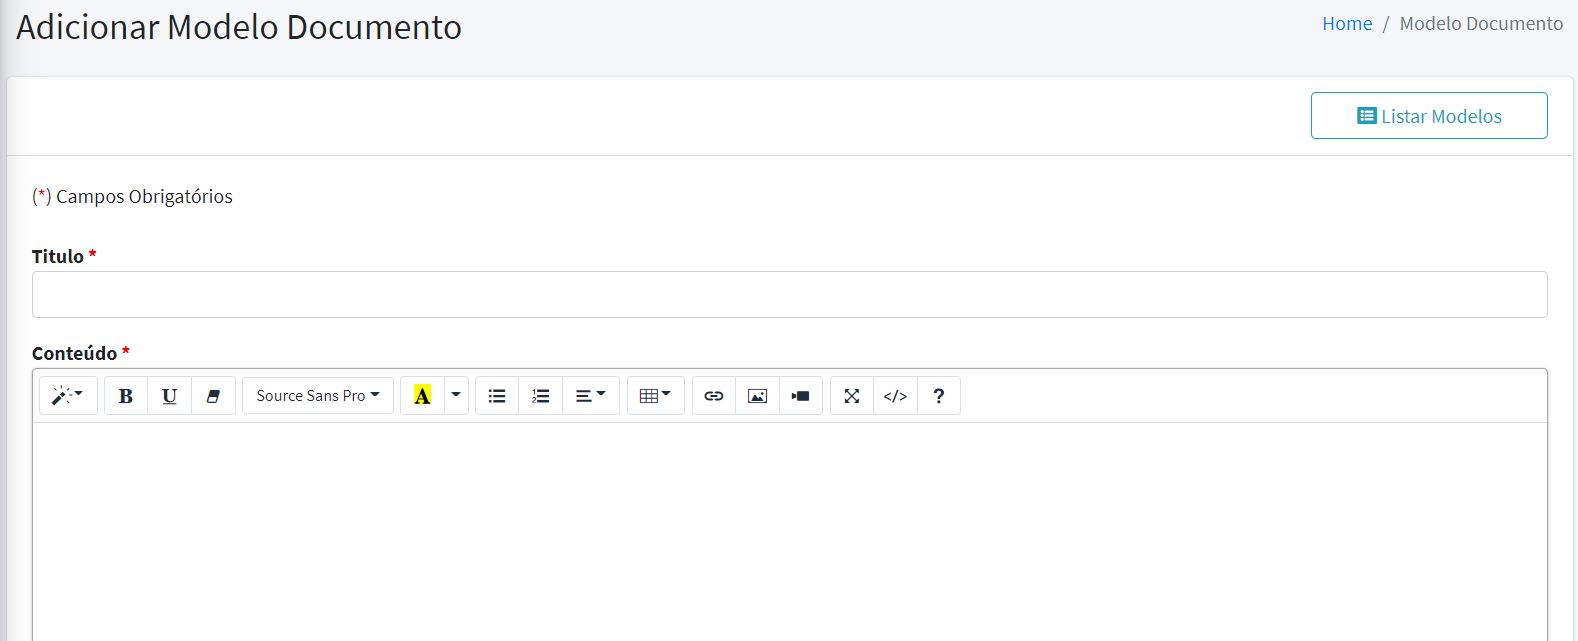 Adicionar Modelo Documento
Home / Modelo Documento
Listar Modelos
(*) Campos Obrigatórios
Titulo *
Conteúdo *
B U Source Sans Pro A </> ?